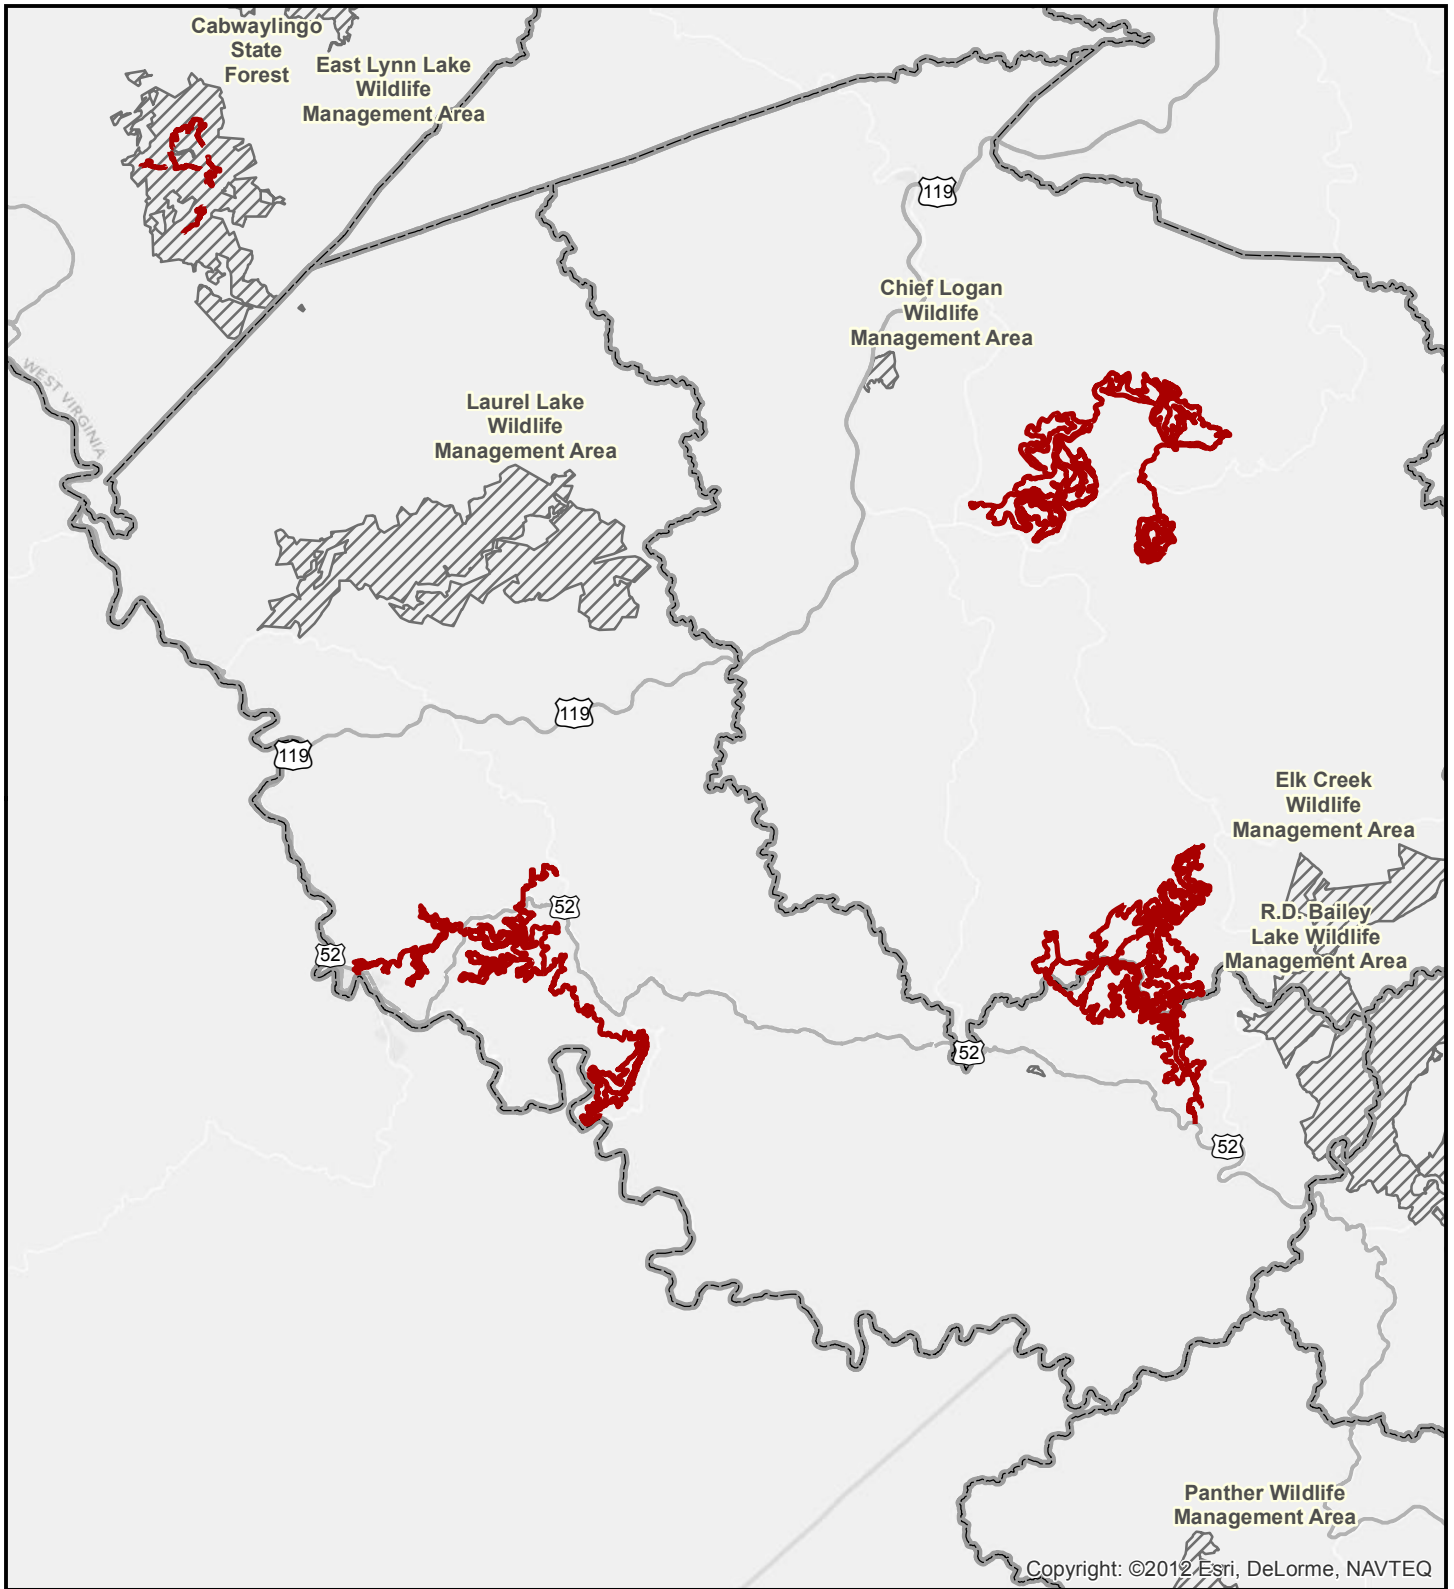 Cabwaylingo
State
Forest
East Lynn Lake
Wildlife
Management Area
119
Chief Logan
Wildlife
Management Area
WEST VIRGINIA
Laurel Lake
Wildlife
Management Area
119
119
Elk Creek
Wildlife
Management Area
52
R.D. Bailey
Lake Wildlife
Management Area
52
52
52
Panther Wildlife
Management Area
Copyright: ©2012 Esri, DeLorme, NAVTEQ